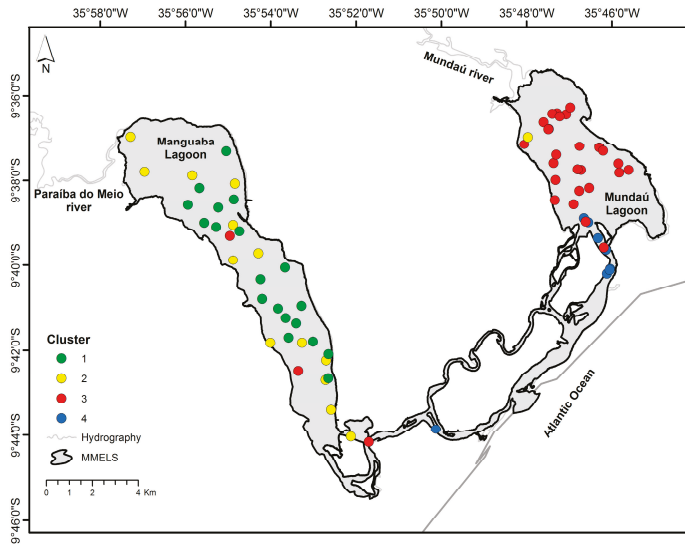 35°58'0"W 35°56'0"W 35°54'0"W 35°52'0"W 35°50'0"W 35°48'0"W 35°46'0"W
N
9°36'0"S
9°38'0"S
9°40'0"S
9°42'0"S
9°44'0"S
9°46'0"S
Mundaú river
Manguaba
Lagoon
Paraíba do Meio
river
Mundaú
Lagoon
Atlantic Ocean
Cluster
1
2
3
4
Hydrography
MMELS
0 1 2 4 Km